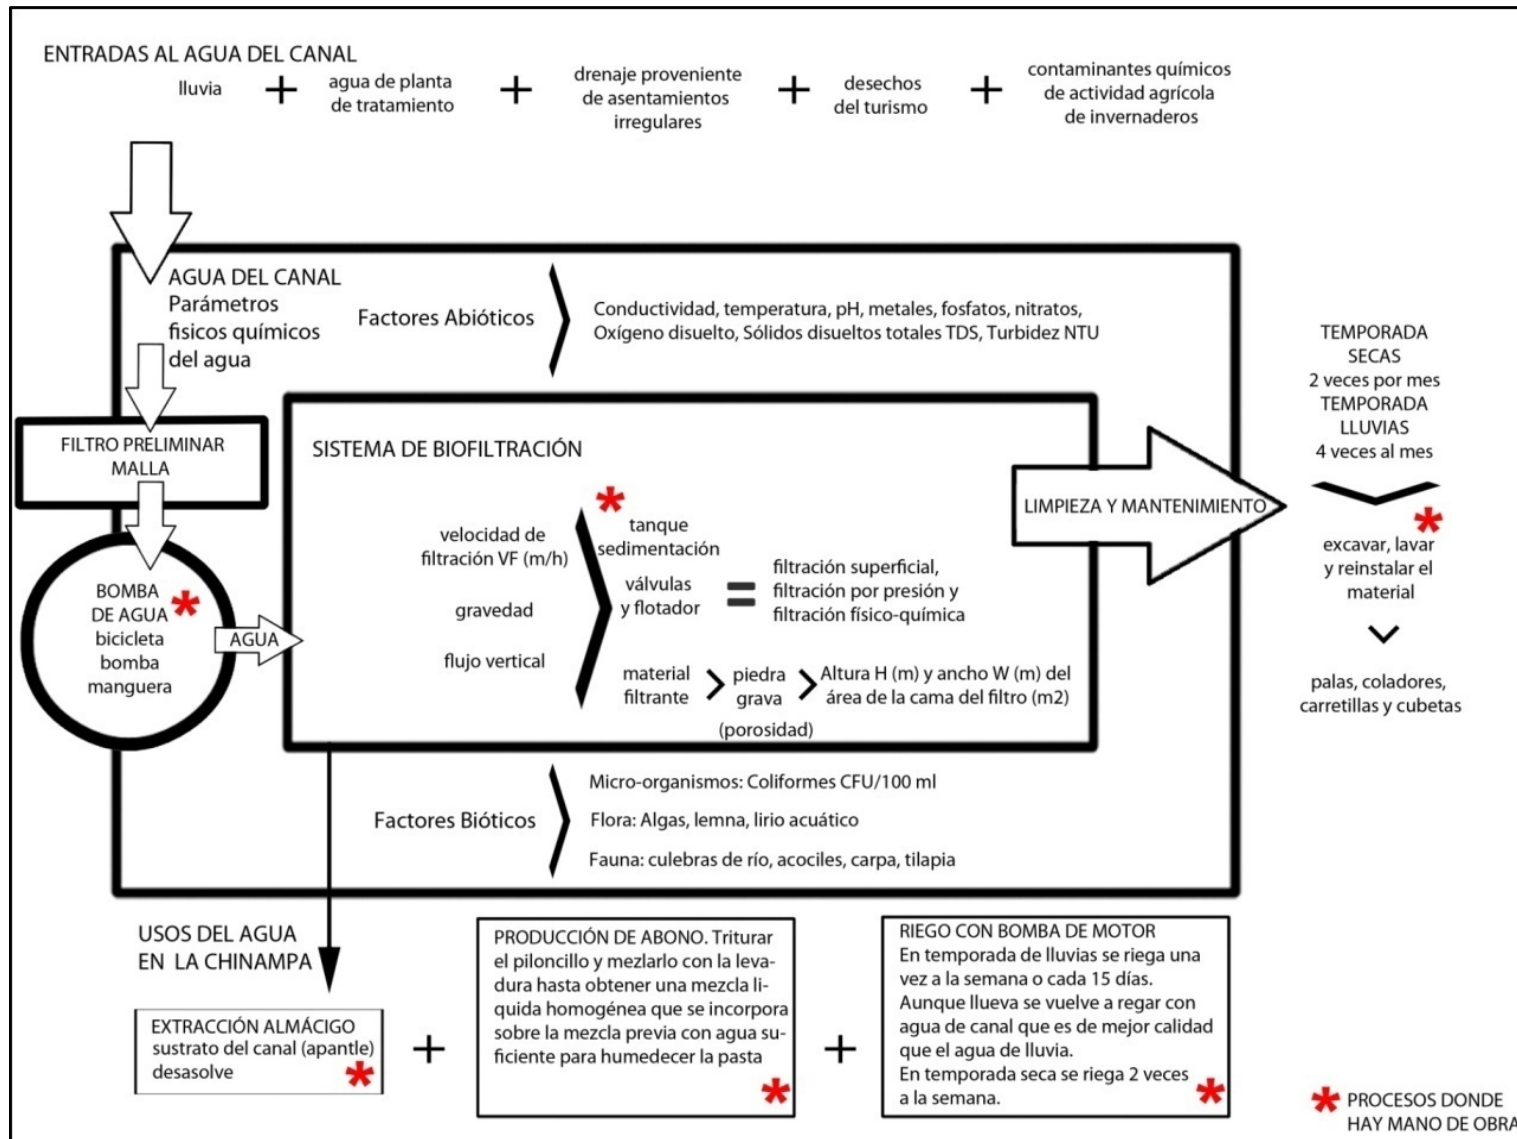 ENTRADAS AL AGUA DEL CANAL
lluvia
+
agua de planta
de tratamiento
+
drenaje proveniente
de asentamientos
irregulares
+
desechos
del turismo
+
contaminantes químicos
de actividad agrícola
de invernaderos
AGUA DEL CANAL
Parámetros
fisicos químicos
del agua
Factores Abióticos
Conductividad, temperatura, pH, metales, fosfatos, nitratos,
Oxígeno disuelto, Sólidos disueltos totales TDS, Turbidez NTU
FILTRO PRELIMINAR
MALLA
BOMBA
DE AGUA *
bicicleta
bomba
manguera
AGUA
SISTEMA DE BIOFILTRACIÓN
velocidad de
filtración VF (m/h)
gravedad
flujo vertical
*
tanque
sedimentación
válvulas
y flotador
=
filtración superficial,
filtración por presión y
filtración físico-química
material
filtrante
>
piedra
grava
(porosidad)
>
Altura H (m) y ancho W (m) del
área de la cama del filtro (m2)
LIMPIEZA Y MANTENIMIENTO
TEMPORADA
SECAS
2 veces por mes
TEMPORADA
LLUVIAS
4 veces al mes
*
excavar, lavar
y reinstalar el
material
palas, coladores,
carretillas y cubetas
Factores Bióticos
Micro-organismos: Coliformes CFU/100 ml
Flora: Algas, lemna, lirio acuático
Fauna: culebras de río, acociles, carpa, tilapia
USOS DEL AGUA
EN LA CHINAMPA
EXTRACCIÓN ALMÁCIGO
sustrato del canal (apantle)
desasolve *
+
PRODUCCIÓN DE ABONO. Triturar
el piloncillo y mezlarlo con la leva-
dura hasta obtener una mezcla li-
quida homogénea que se incorpora
sobre la mezcla previa con agua su-
ficiente para humedecer la pasta
*
+
RIEGO CON BOMBA DE MOTOR
En temporada de lluvias se riega una
vez a la semana o cada 15 días.
Aunque llueva se vuelve a regar con
agua de canal que es de mejor calidad
que el agua de lluvia.
En temporada seca se riega 2 veces
a la semana. *
* PROCESOS DONDE
HAY MANO DE OBRA